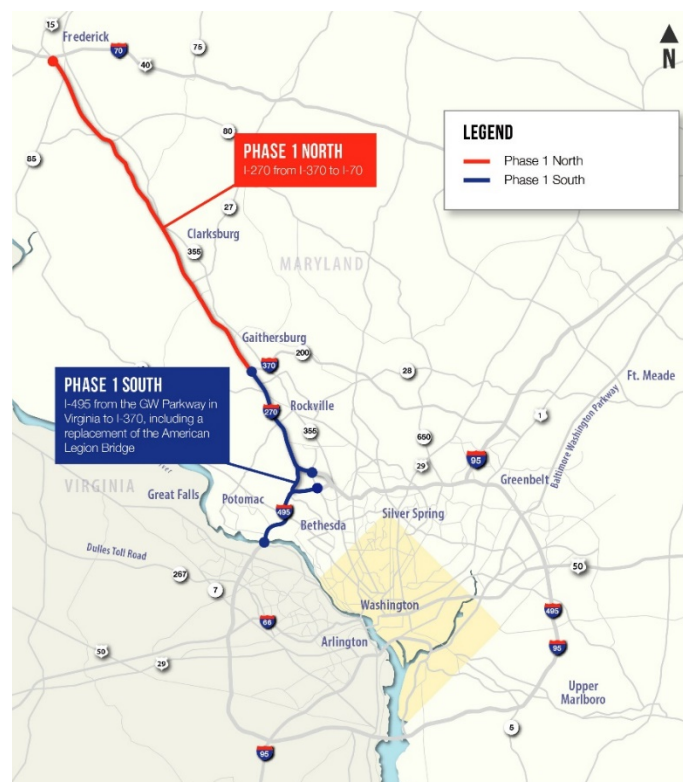 15
Frederick
70
40
75
N
LEGEND
Phase 1 North
Phase 1 South
85
80
PHASE 1 NORTH
I-270 from I-370 to I-70
27
Clarksburg
355
MARYLAND
Gaithersburg
370
200
28
Ft. Meade
PHASE 1 SOUTH
I-495 from the GW Parkway in
Virginia to I-370, including a
replacement of the American
Legion Bridge
270
Rockville
355
650
29
1
95
Baltimore Washington Parkway
Greenbelt
VIRGINIA
Great Falls
Potomac
495
Bethesda
Silver Spring
Dulles Toll Road
267
7
50
Washington
66
Arlington
495
95
50
29
Upper
Marlboro
5
95